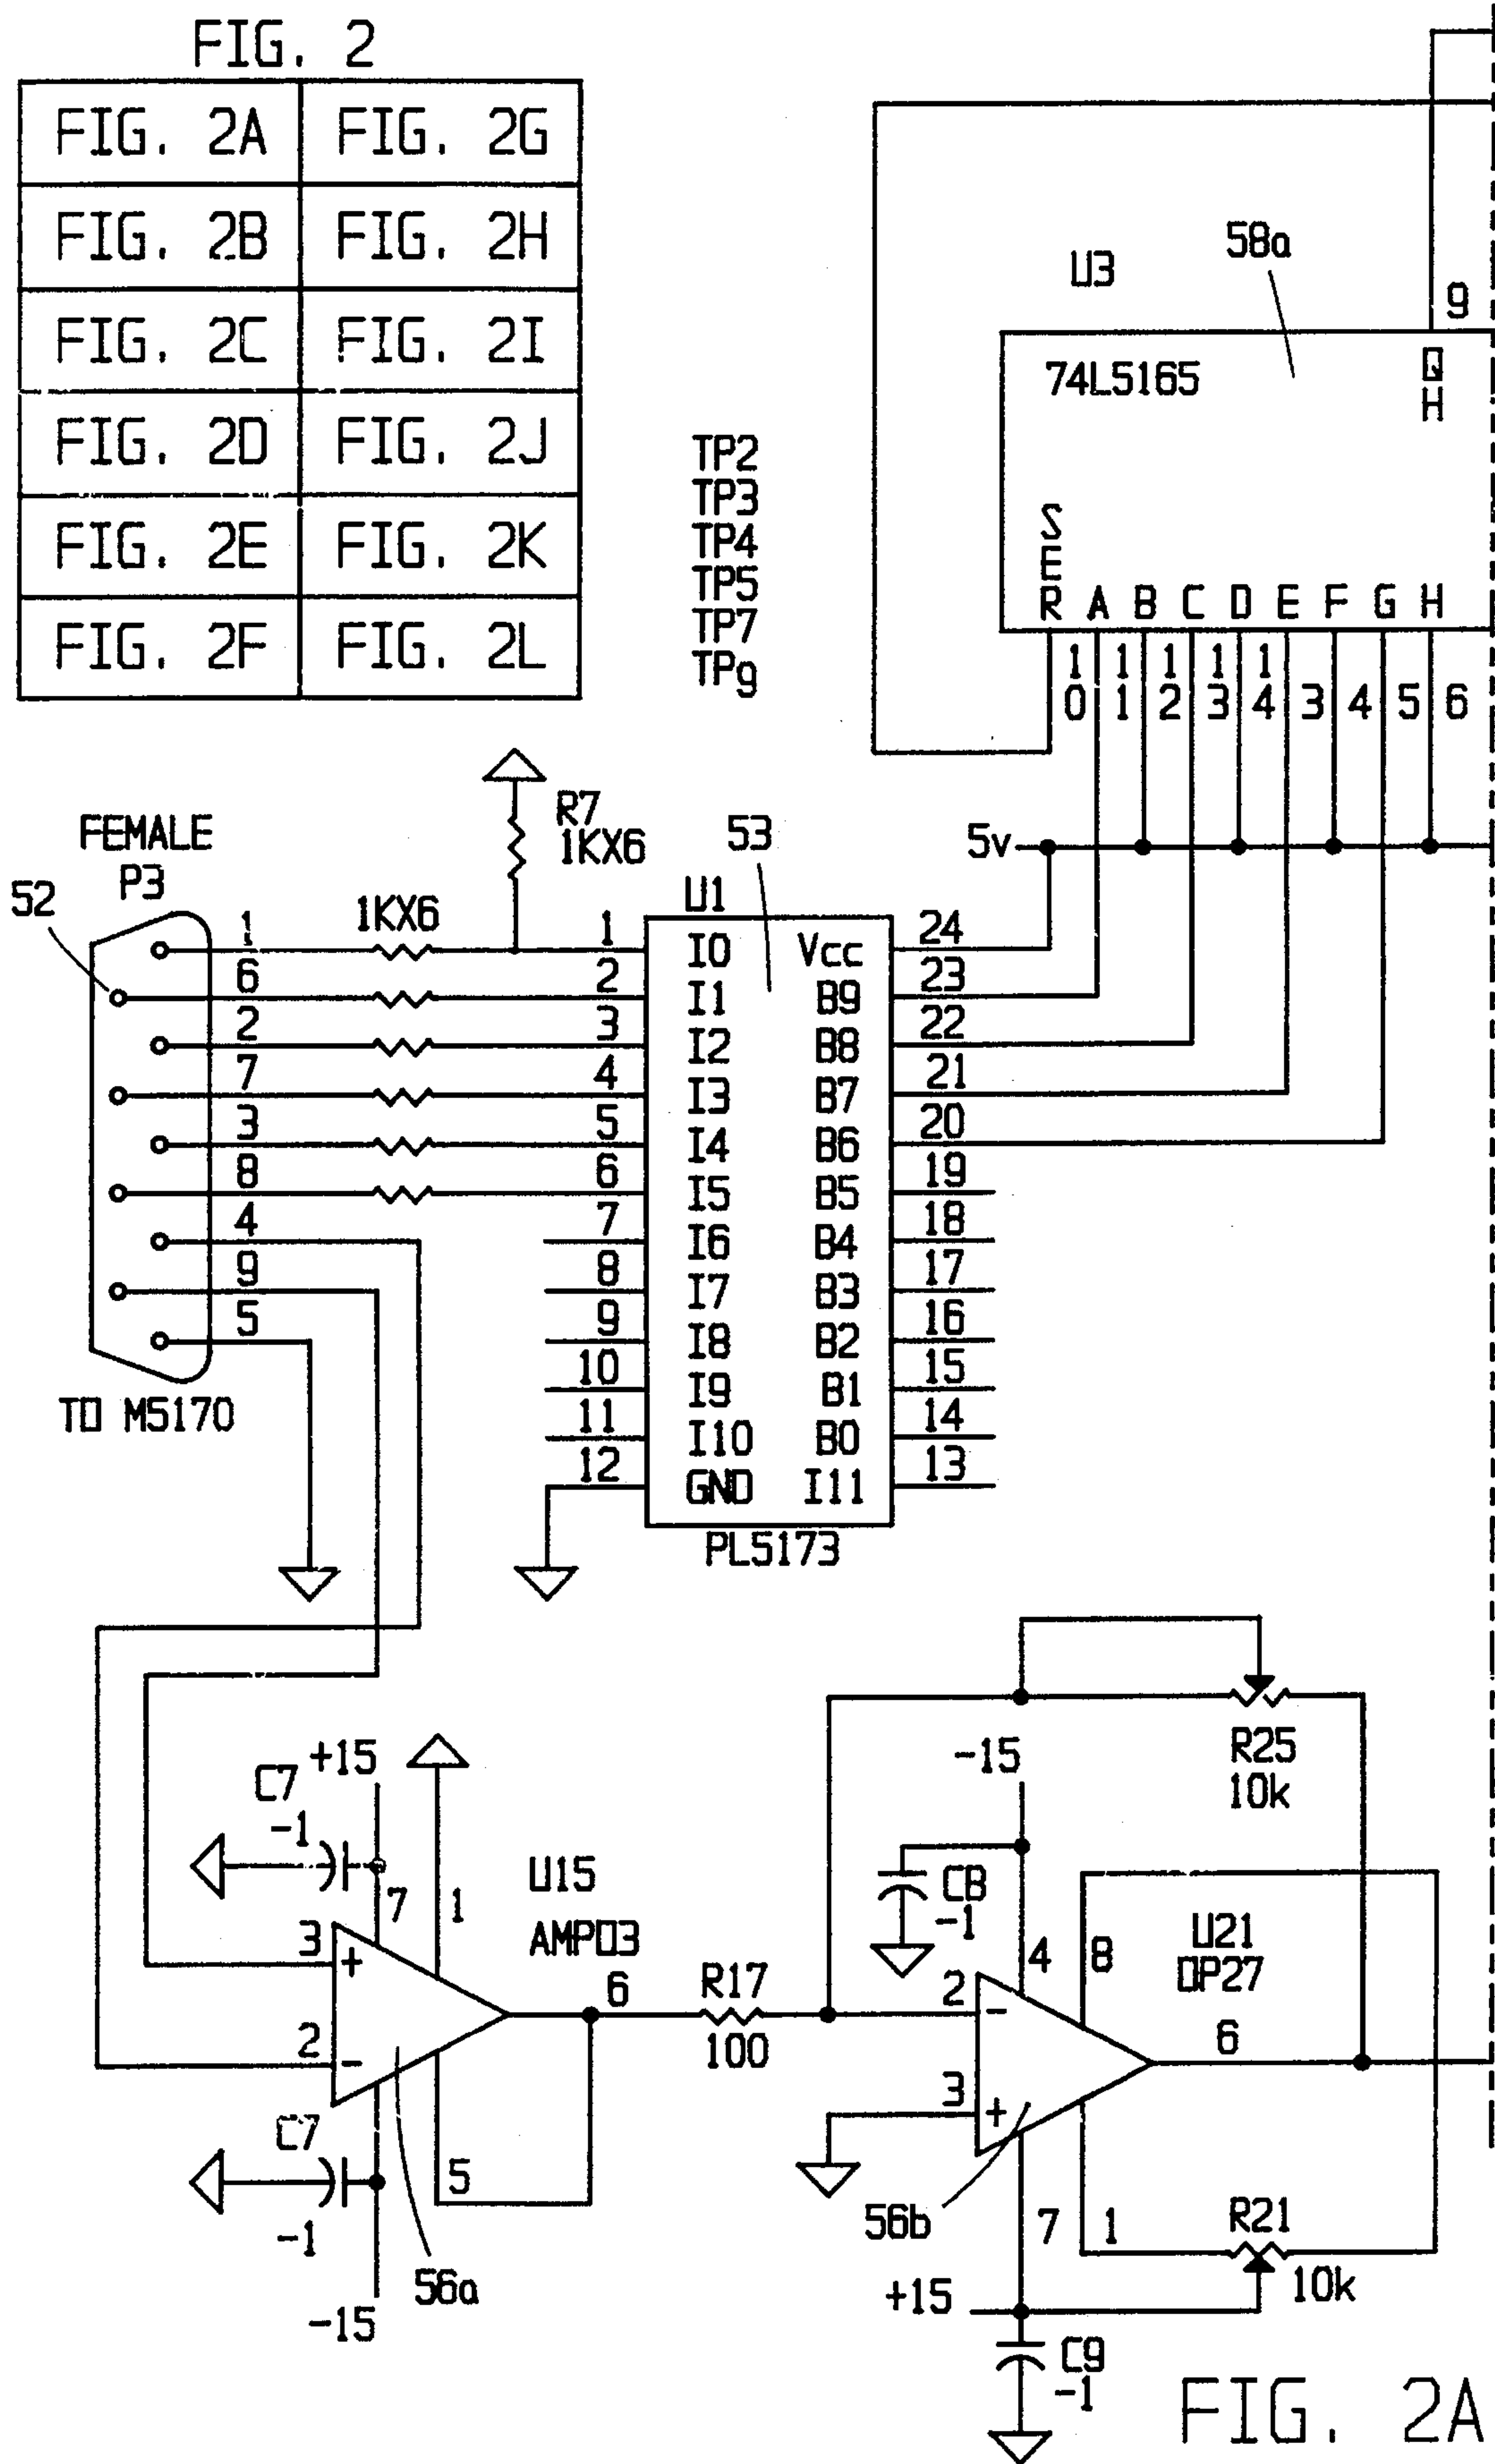 FIG. 2
FIG. 2A FIG. 2G
FIG. 2B FIG. 2H
FIG. 2C FIG. 2I
FIG. 2D FIG. 2J
FIG. 2E FIG. 2K
FIG. 2F FIG. 2L
TP2
TP3
TP4
TP5
TP7
TP9
U3
58a
9
74L5165
QH
SER A B C D E F G H
10 11 12 13 14 3 4 5 6
5v
FEMALE
P3
52
R7
1KX6
1KX6
53
U1
1 1 I0 Vcc 24
6 2 I1 B9 23
2 3 I2 B8 22
7 4 I3 B7 21
3 5 I4 B6 20
8 6 I5 B5 19
4 7 I6 B4 18
9 8 I7 B3 17
5 9 I8 B2 16
10 I9 B1 15
11 I10 B0 14
12 GND I11 13
TO M5170
PL5173
+15
C7
-1
7
1
U15
AMP03
3
+
2
-
6
R17
100
C7
-1
5
-15
56a
R25
10k
-15
C8
-1
4
8
U21
OP27
2
-
3
+
6
56b
7
1
R21
10k
+15
C9
-1
FIG. 2A